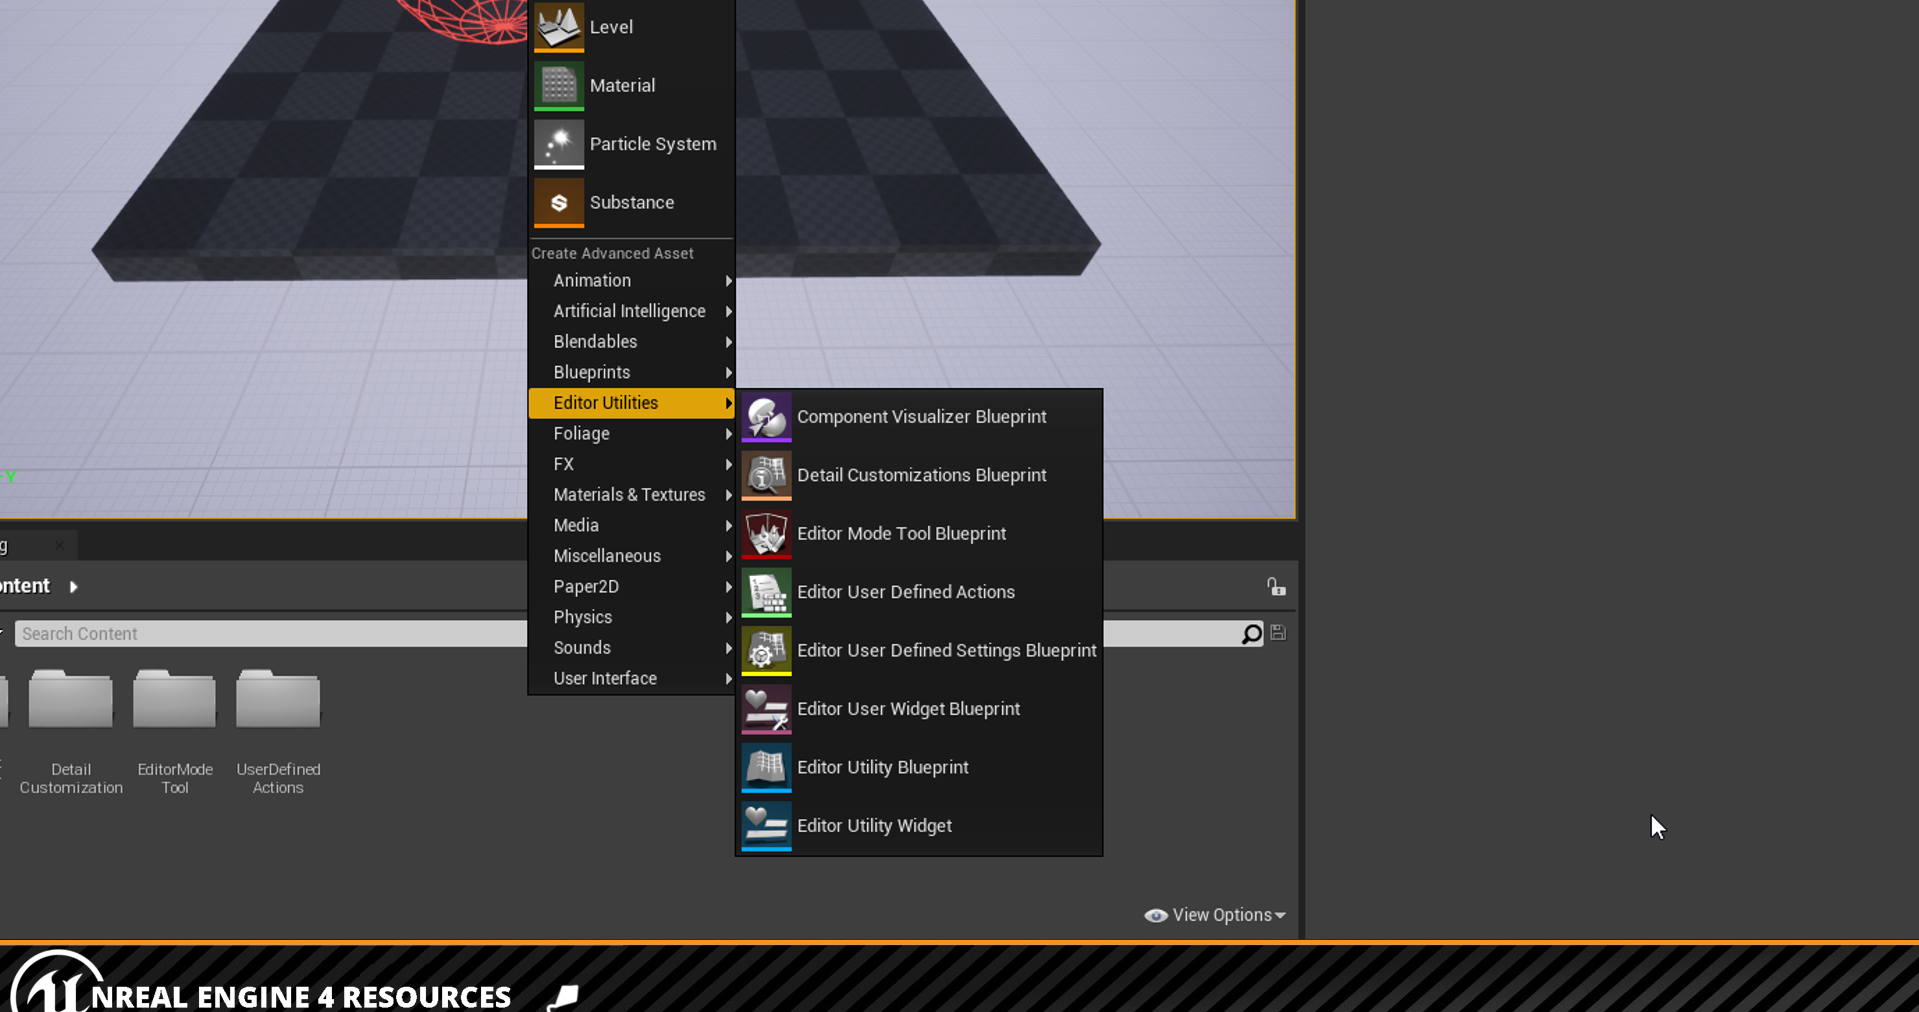 Level
Material
Particle System
Substance
Create Advanced Asset
Animation
Artificial Intelligence
Blendables
Blueprints
Editor Utilities
Foliage
FX
Materials & Textures
Media
Miscellaneous
Paper2D
Physics
Sounds
User Interface
Component Visualizer Blueprint
Detail Customizations Blueprint
Editor Mode Tool Blueprint
Editor User Defined Actions
Editor User Defined Settings Blueprint
Editor User Widget Blueprint
Editor Utility Blueprint
Editor Utility Widget
Y
g
ontent
Search Content
Detail
Customization
EditorMode
Tool
UserDefined
Actions
View Options
UNREAL ENGINE 4 RESOURCES